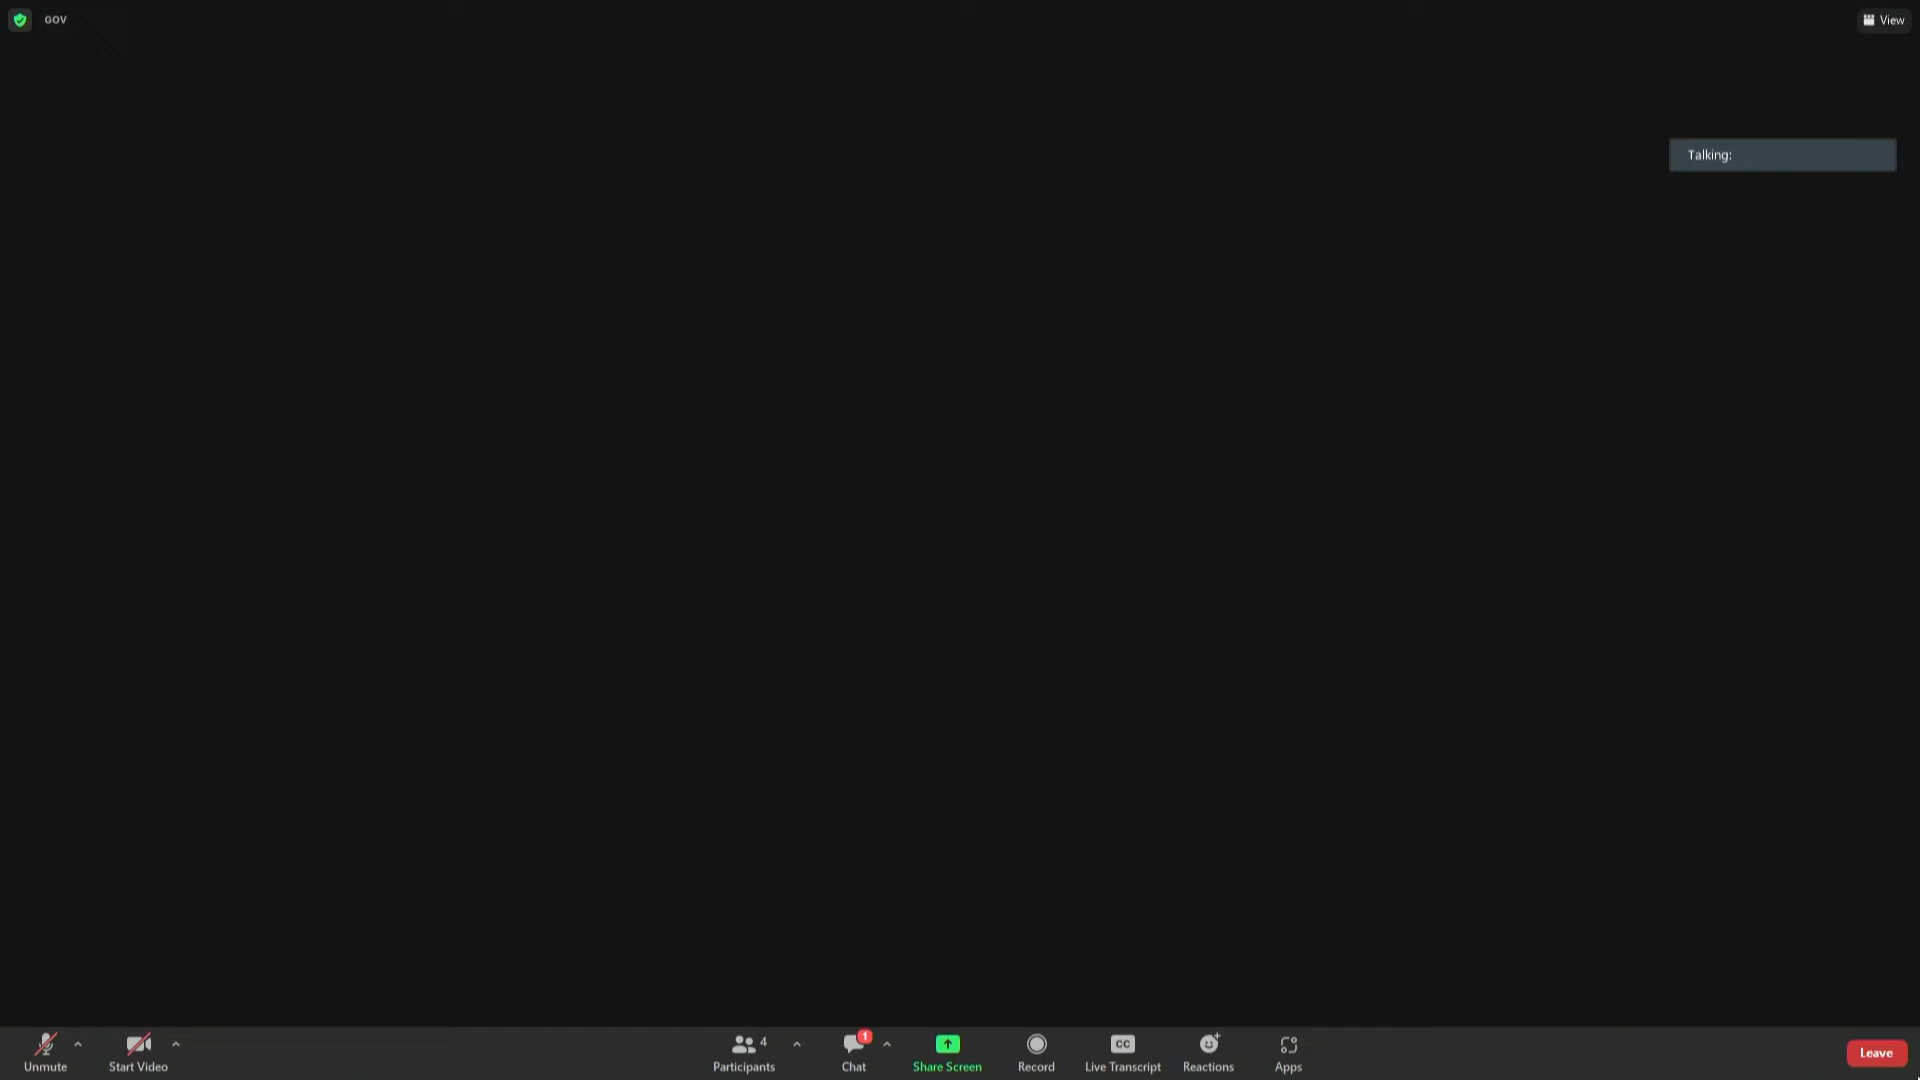 GOV
View
Talking:
4
1
CC
Unmute
Start Video
Participants
Chat
Share Screen
Record
Live Transcript
Reactions
Apps
Leave